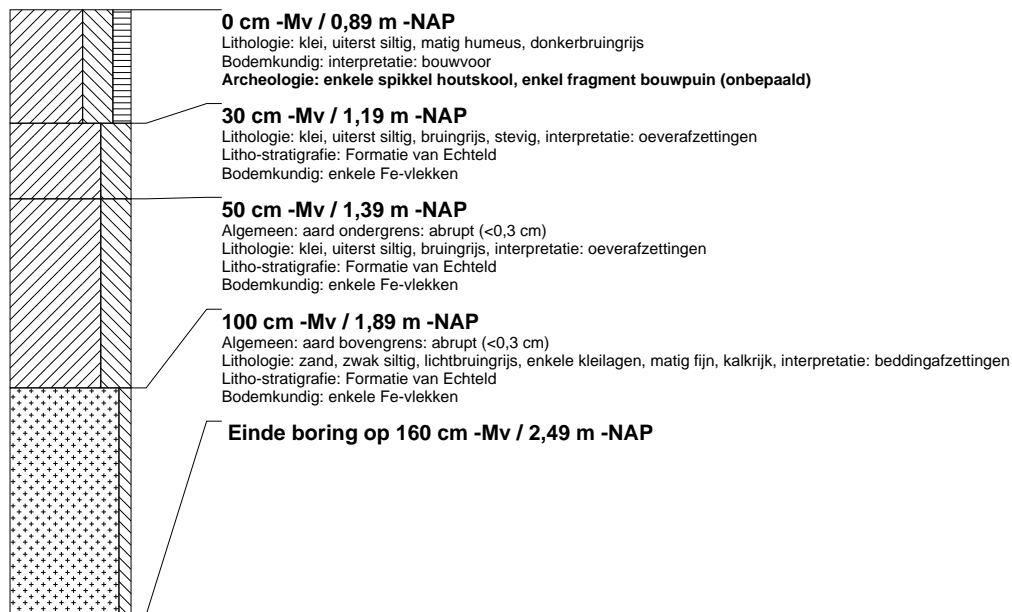 0 cm -Mv / 0,89 m -NAP
Lithologie: klei, uiterst siltig, matig humeus, donkerbruingrijs
Bodemkundig: interpretatie: bouwvoor
Archeologie: enkele spikkel houtskool, enkel fragment bouwpuin (onbepaald)
30 cm -Mv / 1,19 m -NAP
Lithologie: klei, uiterst siltig, bruingrijs, stevig, interpretatie: oeverafzettingen
Litho-stratigrafie: Formatie van Echteld
Bodemkundig: enkele Fe-vlekken
50 cm -Mv / 1,39 m -NAP
Algemeen: aard ondergrens: abrupt (<0,3 cm)
Lithologie: klei, uiterst siltig, bruingrijs, interpretatie: oeverafzettingen
Litho-stratigrafie: Formatie van Echteld
Bodemkundig: enkele Fe-vlekken
100 cm -Mv / 1,89 m -NAP
Algemeen: aard bovengrens: abrupt (<0,3 cm)
Lithologie: zand, zwak siltig, lichtbruingrijs, enkele kleilagen, matig fijn, kalkrijk, interpretatie: beddingafzettingen
Litho-stratigrafie: Formatie van Echteld
Bodemkundig: enkele Fe-vlekken
Einde boring op 160 cm -Mv / 2,49 m -NAP